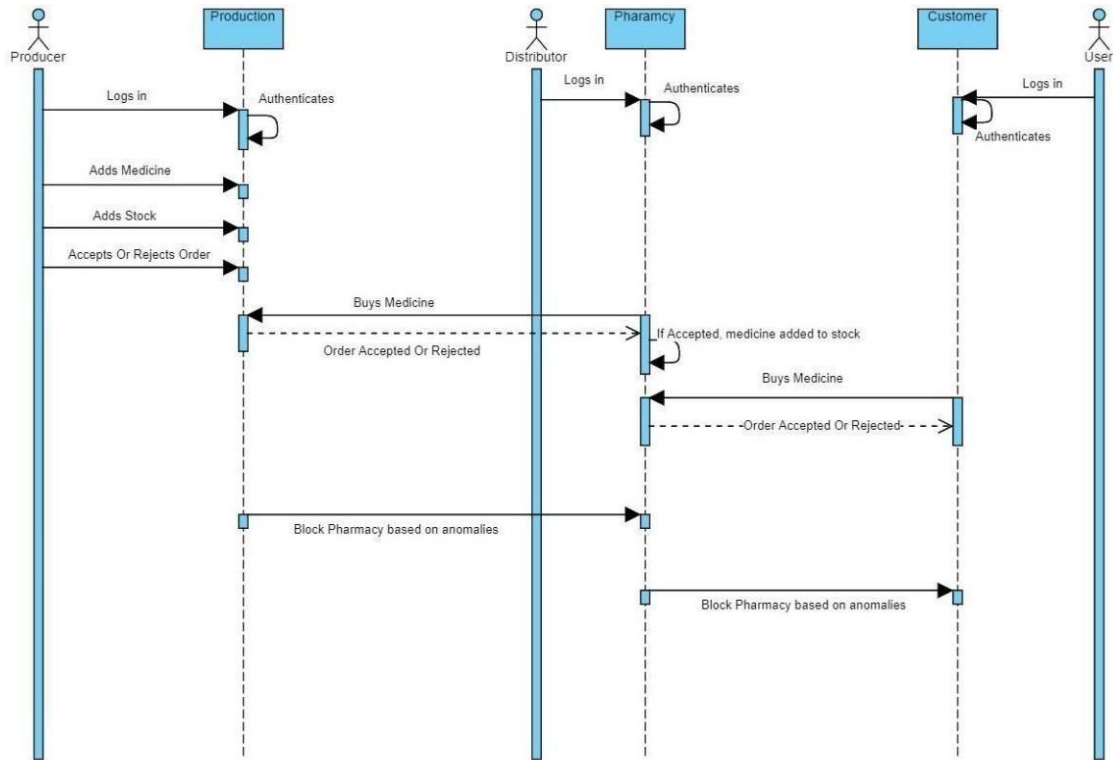 Production
Pharamcy
Customer
Producer
Distributor
User
Logs in
Authenticates
Logs in
Authenticates
Logs in
Authenticates
Adds Medicine
Adds Stock
Accepts Or Rejects Order
Buys Medicine
Order Accepted Or Rejected
If Accepted, medicine added to stock
Buys Medicine
Order Accepted Or Rejected
Block Pharmacy based on anomalies
Block Pharmacy based on anomalies